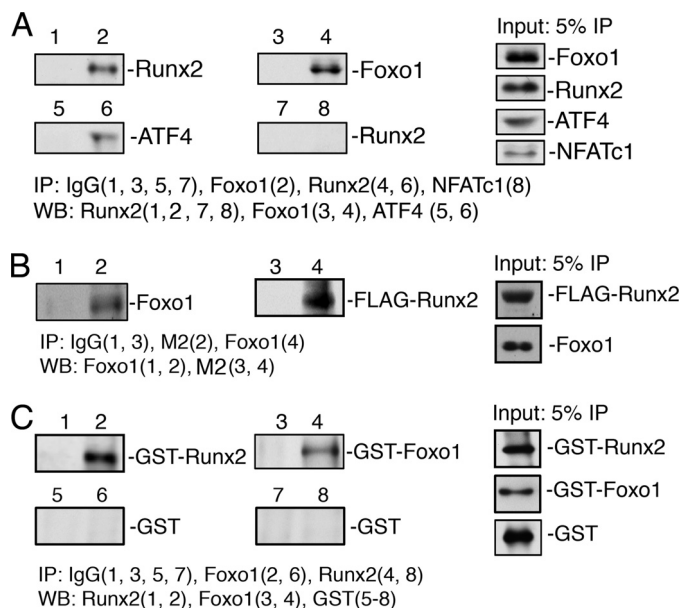 A
1 2 3 4 Input: 5% IP
-Runx2 -Foxo1 -Foxo1
-Runx2
5 6 7 8
-ATF4 -Runx2 -ATF4
-NFATc1
IP: IgG(1, 3, 5, 7), Foxo1(2), Runx2(4, 6), NFATc1(8)
WB: Runx2(1,2 , 7, 8), Foxo1(3, 4), ATF4 (5, 6)
B
1 2 3 4 Input: 5% IP
-Foxo1 -FLAG-Runx2 -FLAG-Runx2
-Foxo1
IP: IgG(1, 3), M2(2), Foxo1(4)
WB: Foxo1(1, 2), M2(3, 4)
C
1 2 3 4 Input: 5% IP
-GST-Runx2 -GST-Foxo1 -GST-Runx2
-GST-Foxo1
5 6 7 8
-GST -GST -GST
IP: IgG(1, 3, 5, 7), Foxo1(2, 6), Runx2(4, 8)
WB: Runx2(1, 2), Foxo1(3, 4), GST(5-8)